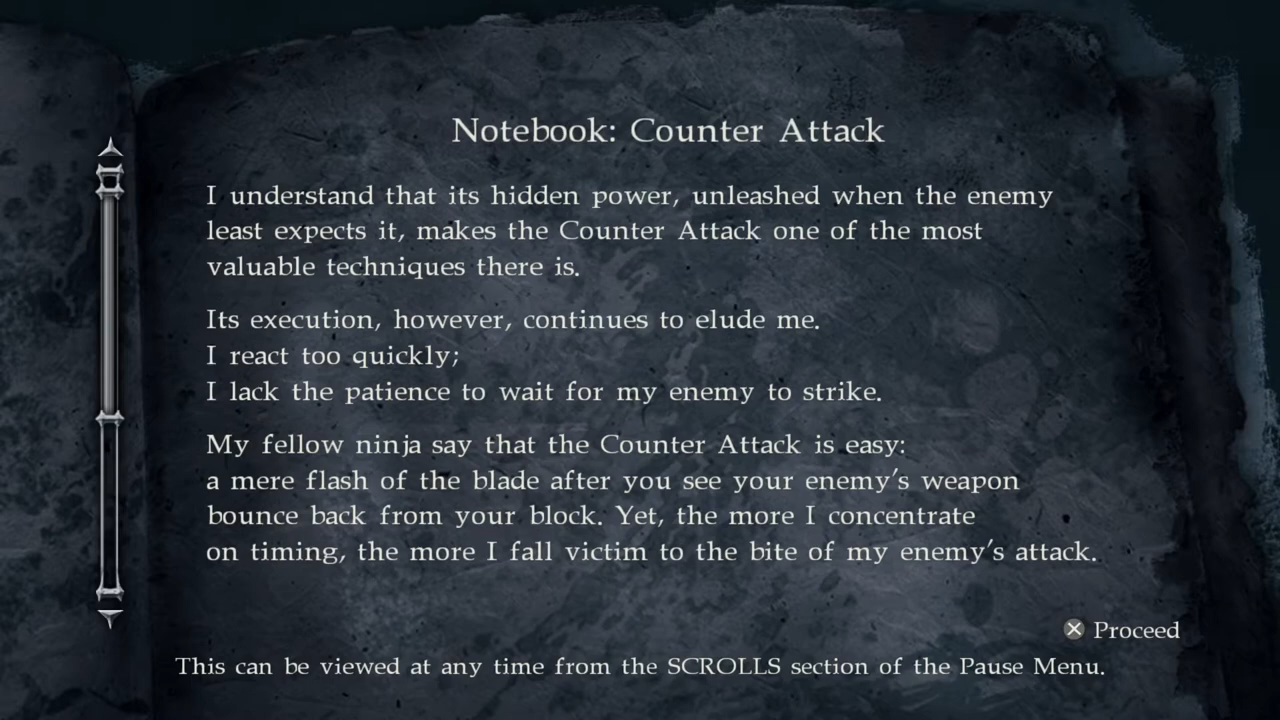 Notebook: Counter Attack
I understand that its hidden power, unleashed when the enemy
least expects it, makes the Counter Attack one of the most
valuable techniques there is.
Its execution, however, continues to elude me.
I react too quickly;
I lack the patience to wait for my enemy to strike.
My fellow ninja say that the Counter Attack is easy:
a mere flash of the blade after you see your enemy's weapon
bounce back from your block. Yet, the more I concentrate
on timing, the more I fall victim to the bite of my enemy's attack.
Proceed
This can be viewed at any time from the SCROLLS section of the Pause Menu.